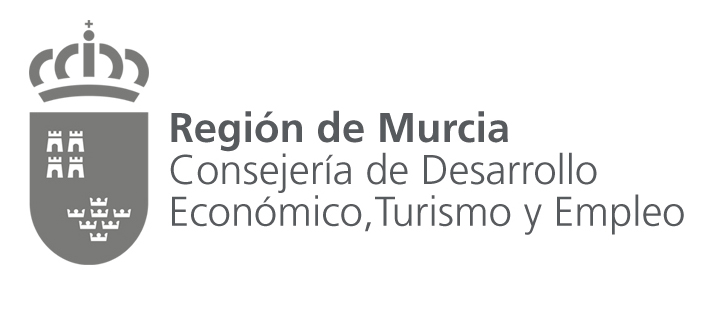 Región de Murcia
Consejería de Desarrollo
Económico, Turismo y Empleo